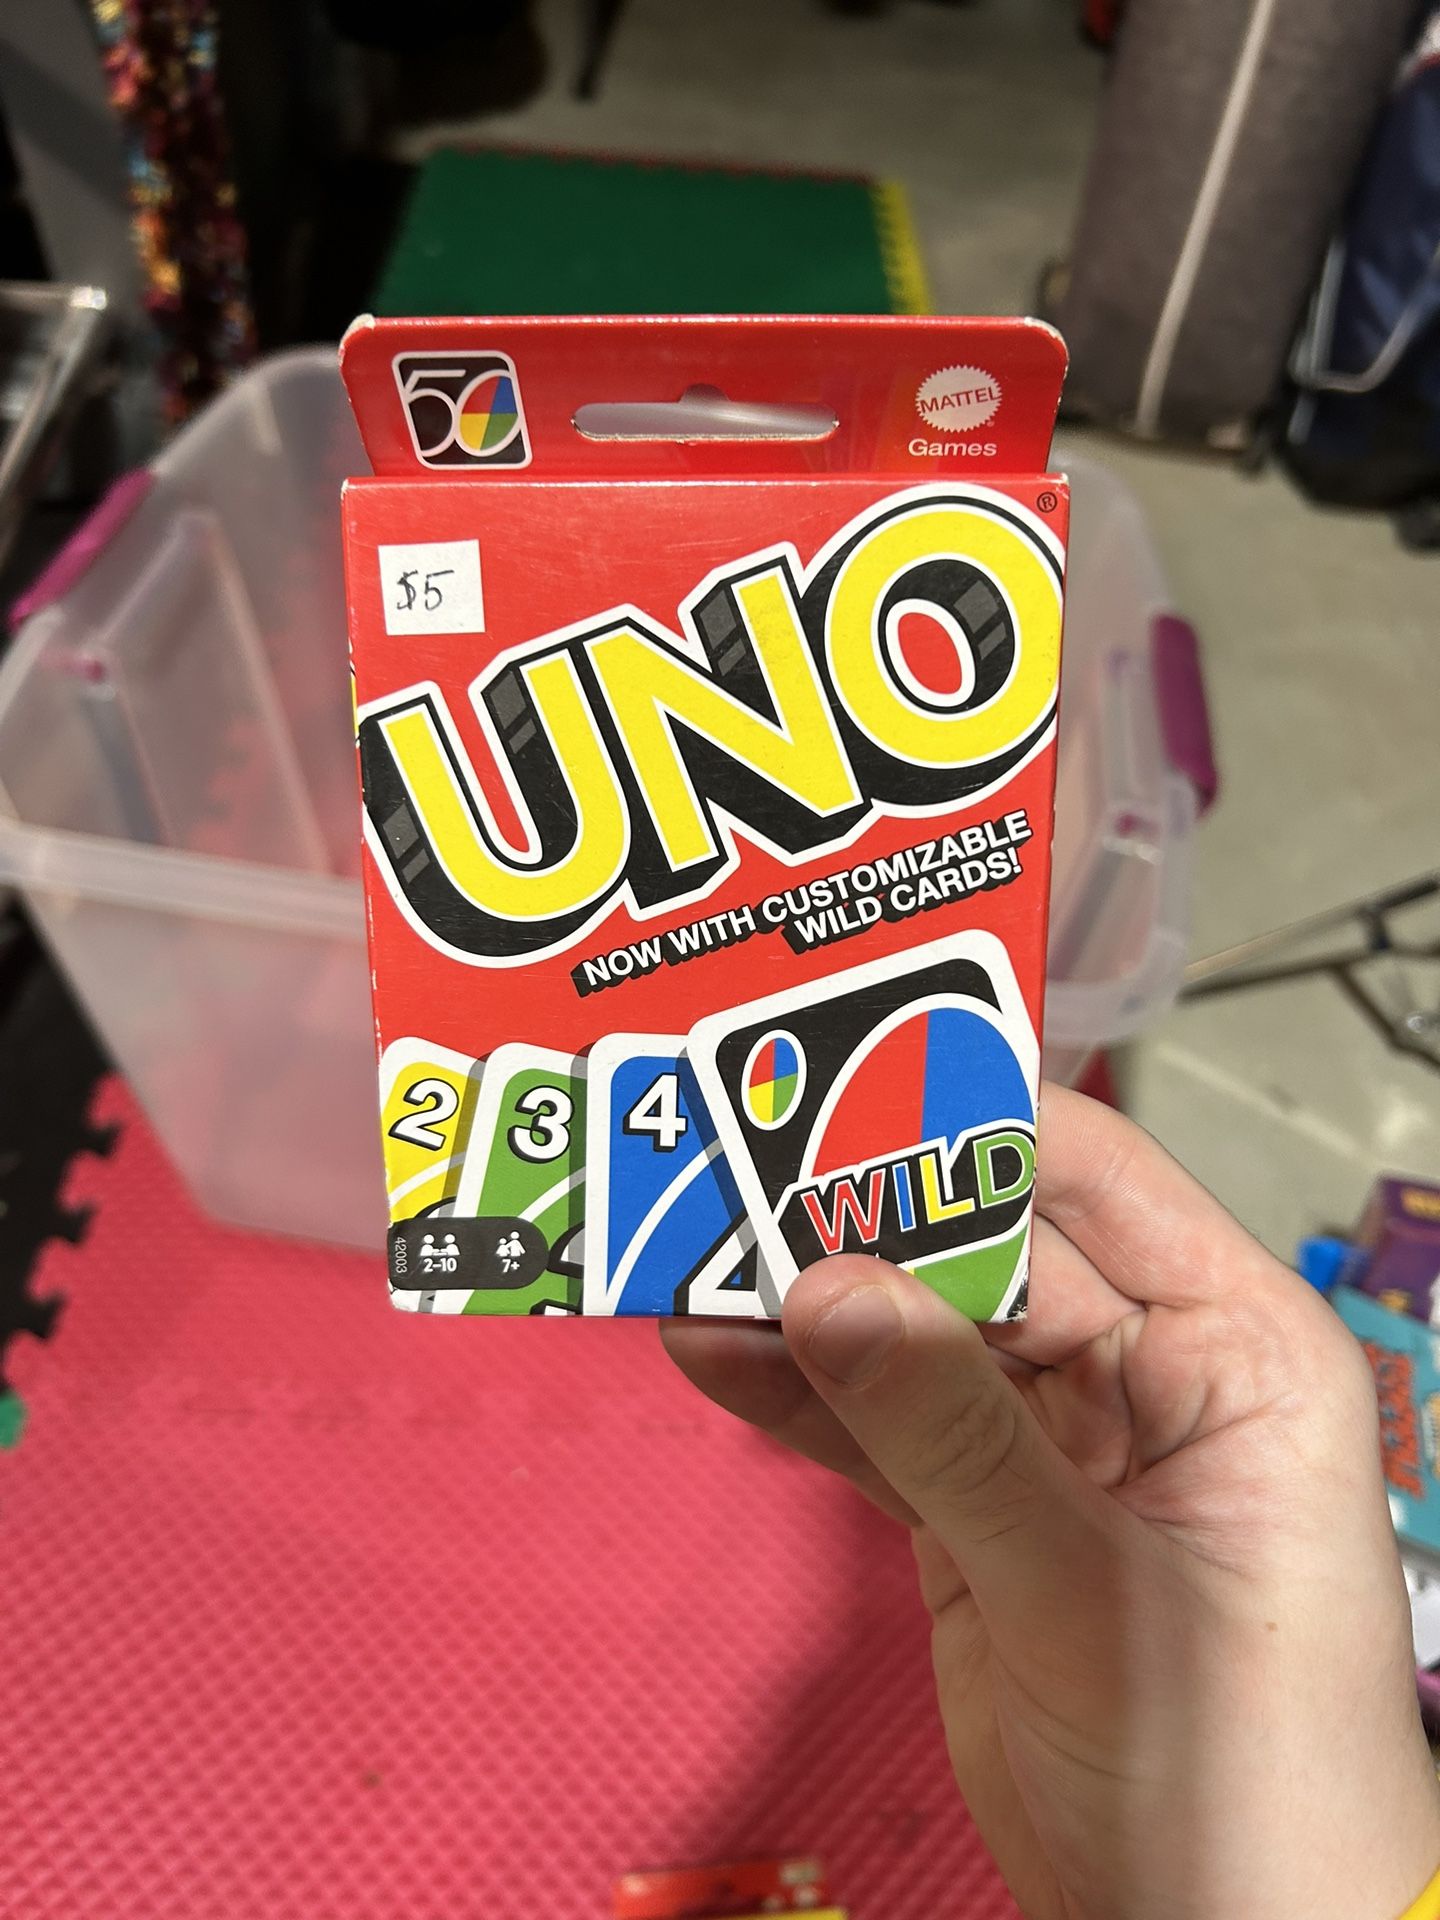 50
MATTEL
Games
$5
UNO®
NOW WITH CUSTOMIZABLE
WILD CARDS!
2
3
4
WILD
42003
2-10
7+